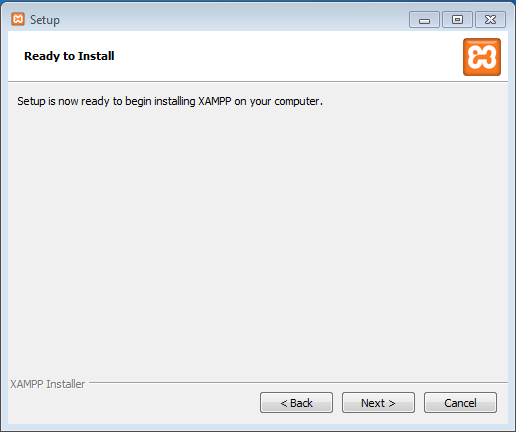 Setup
Ready to Install
Setup is now ready to begin installing XAMPP on your computer.
XAMPP Installer
< Back
Next >
Cancel